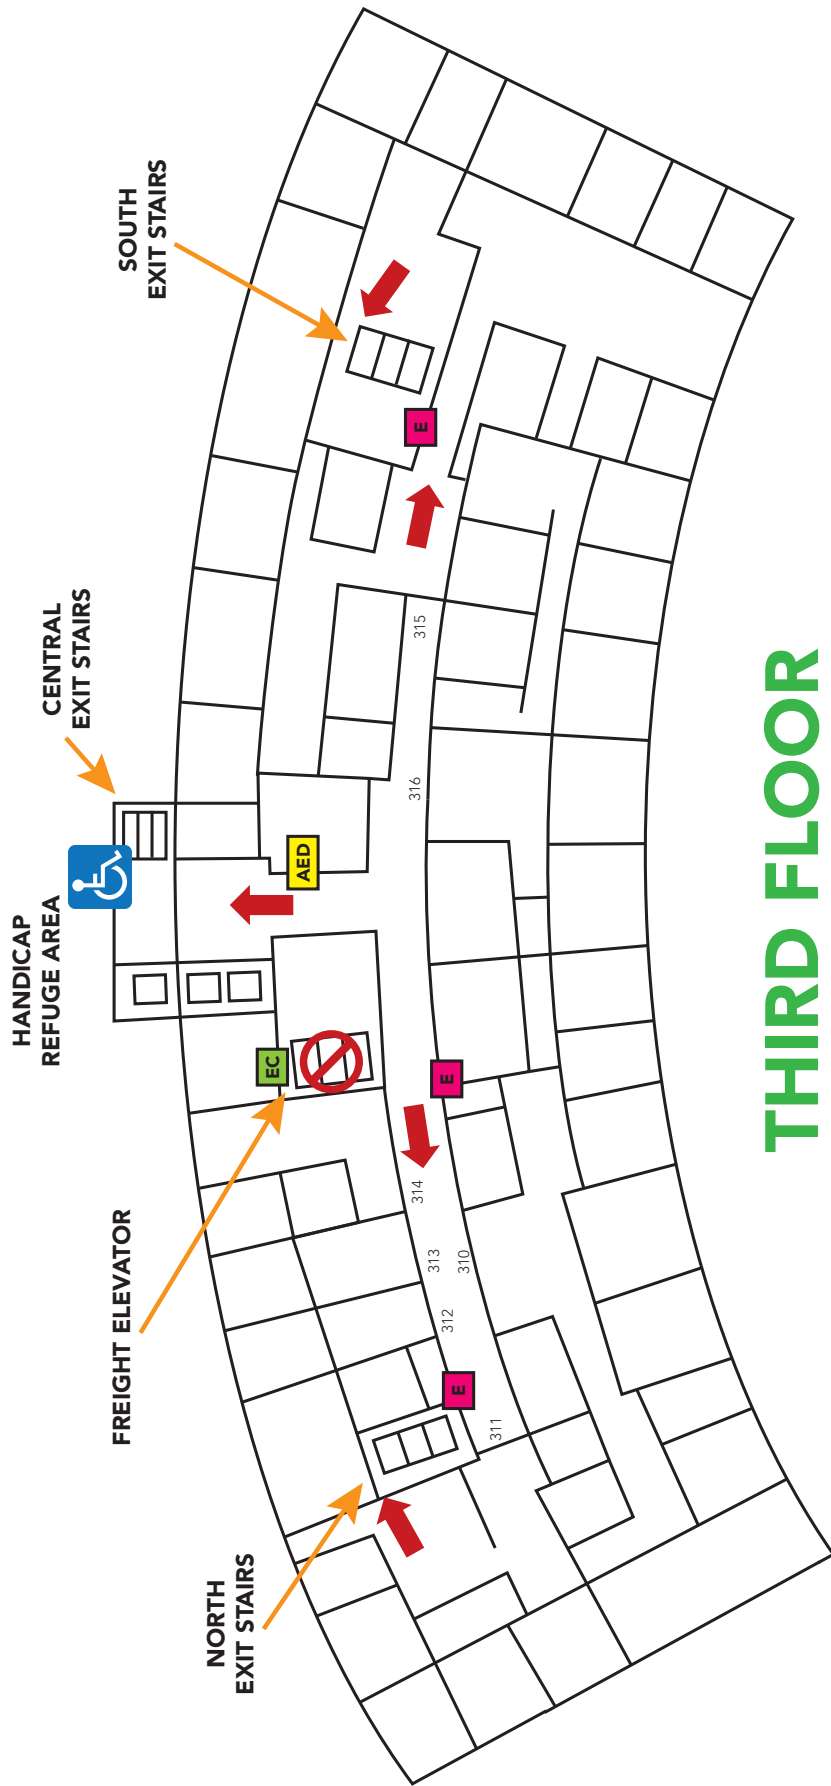 NORTH
EXIT STAIRS
FREIGHT ELEVATOR
HANDICAP
REFUGE AREA
CENTRAL
EXIT STAIRS
SOUTH
EXIT STAIRS
EC
AED
E
E
E
311
312
313
310
314
316
315
THIRD FLOOR